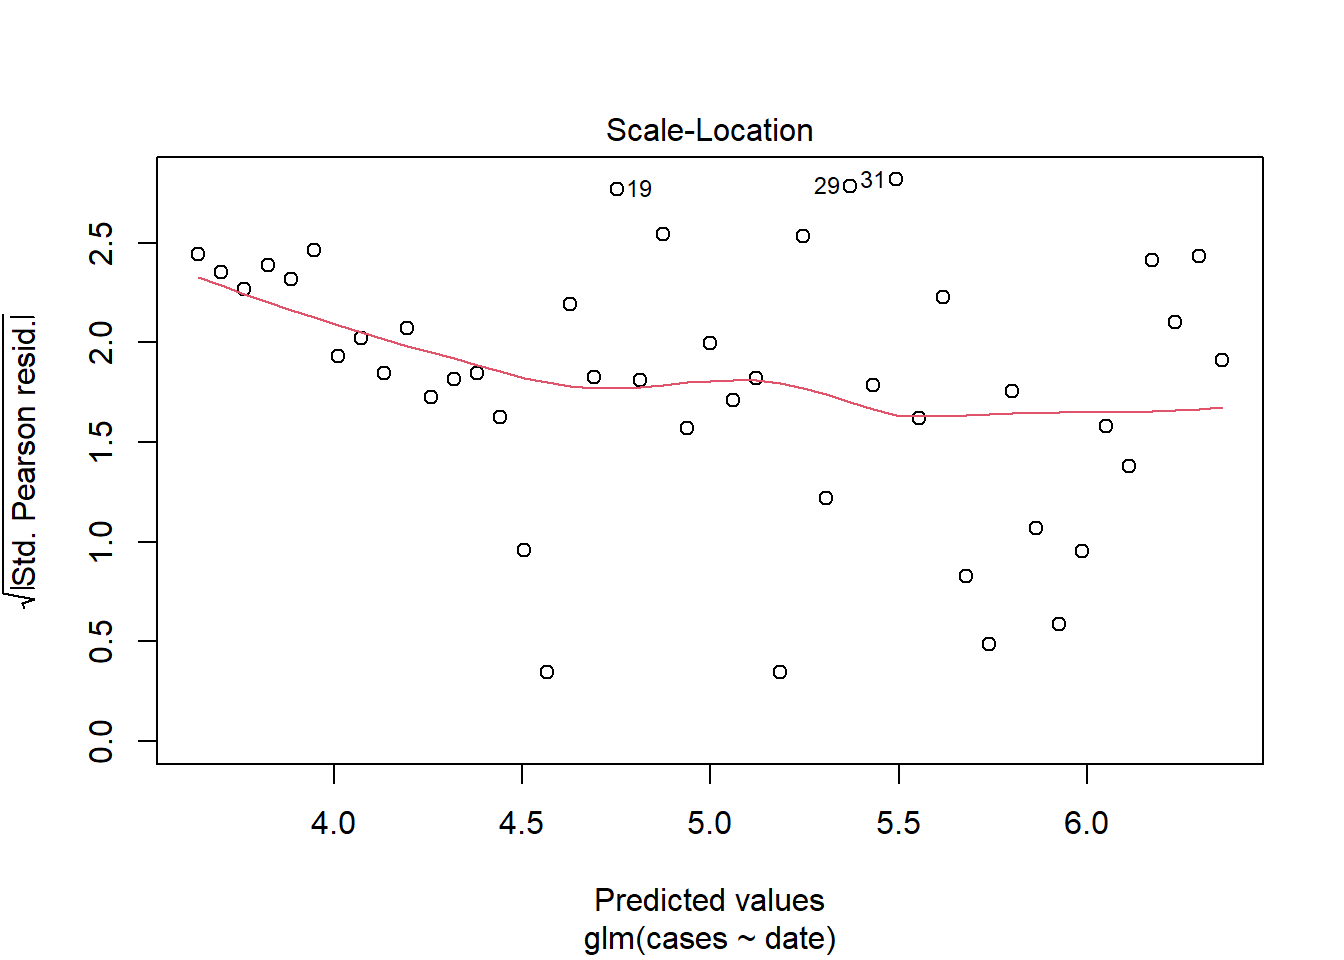 Scale-Location
√|Std. Pearson resid.|
2.5
2.0
1.5
1.0
0.5
0.0
19
29
31
4.0 4.5 5.0 5.5 6.0
Predicted values
glm(cases ~ date)